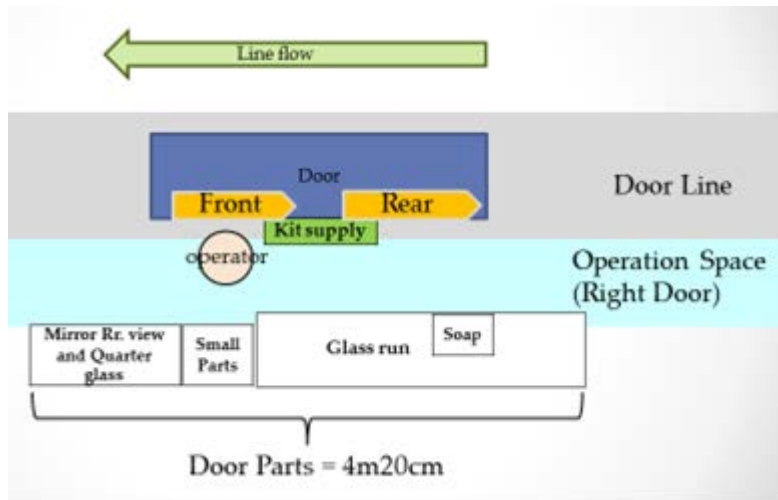 Line flow
Door
Front
Rear
Door Line
Kit supply
operator
Operation Space
(Right Door)
Mirror Rr. view
and Quarter
glass
Small
Parts
Glass run
Soap
Door Parts = 4m20cm